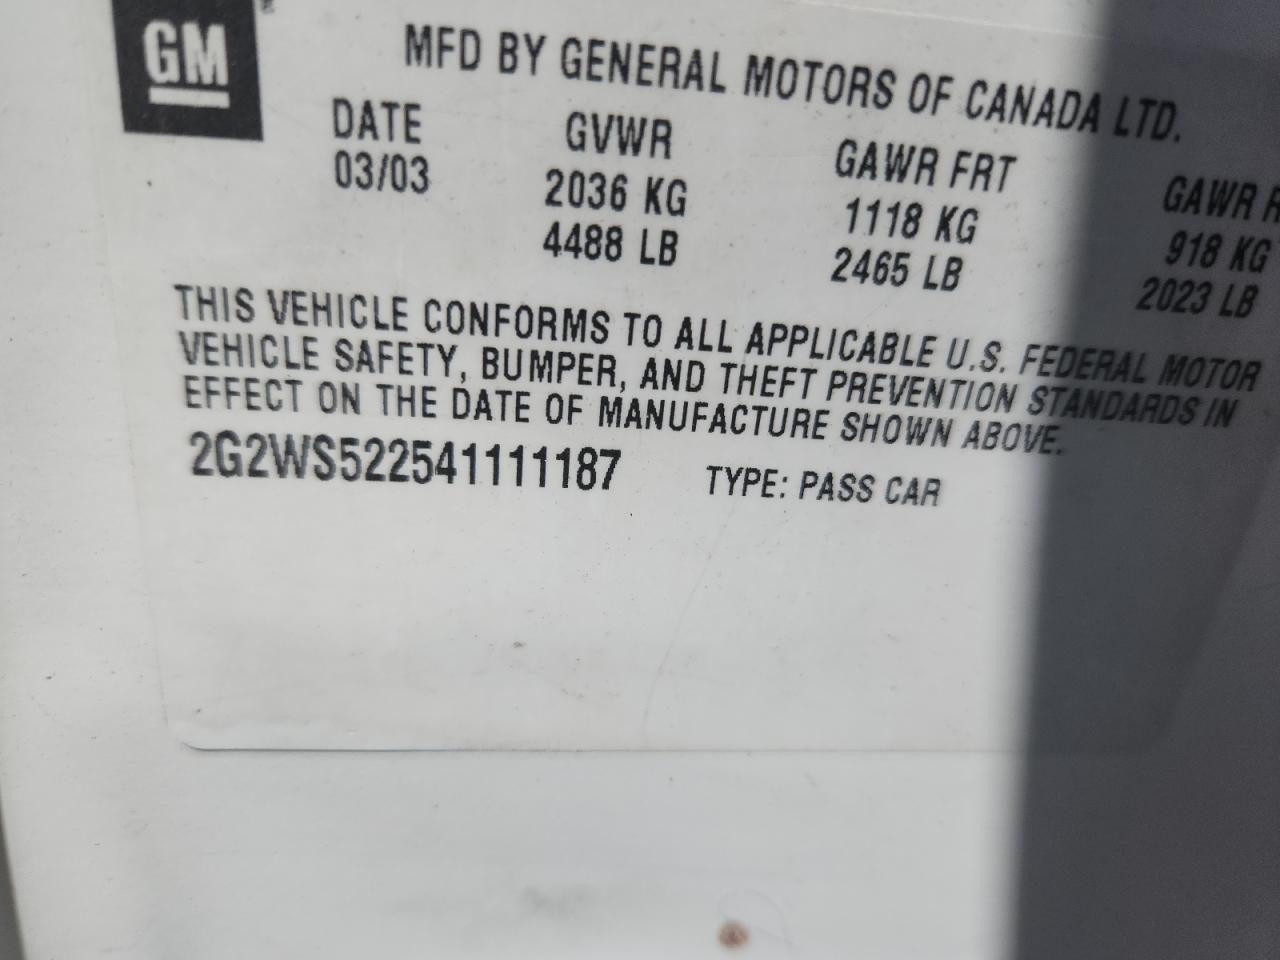 GM
MFD BY GENERAL MOTORS OF CANADA LTD.
DATE GVWR GAWR FRT GAWR
03/03 2036 KG 1118 KG 918 KG
4488 LB 2465 LB 2023 LB
THIS VEHICLE CONFORMS TO ALL APPLICABLE U.S. FEDERAL MOTOR
VEHICLE SAFETY, BUMPER, AND THEFT PREVENTION STANDARDS IN
EFFECT ON THE DATE OF MANUFACTURE SHOWN ABOVE.
2G2WS522541111187 TYPE: PASS CAR